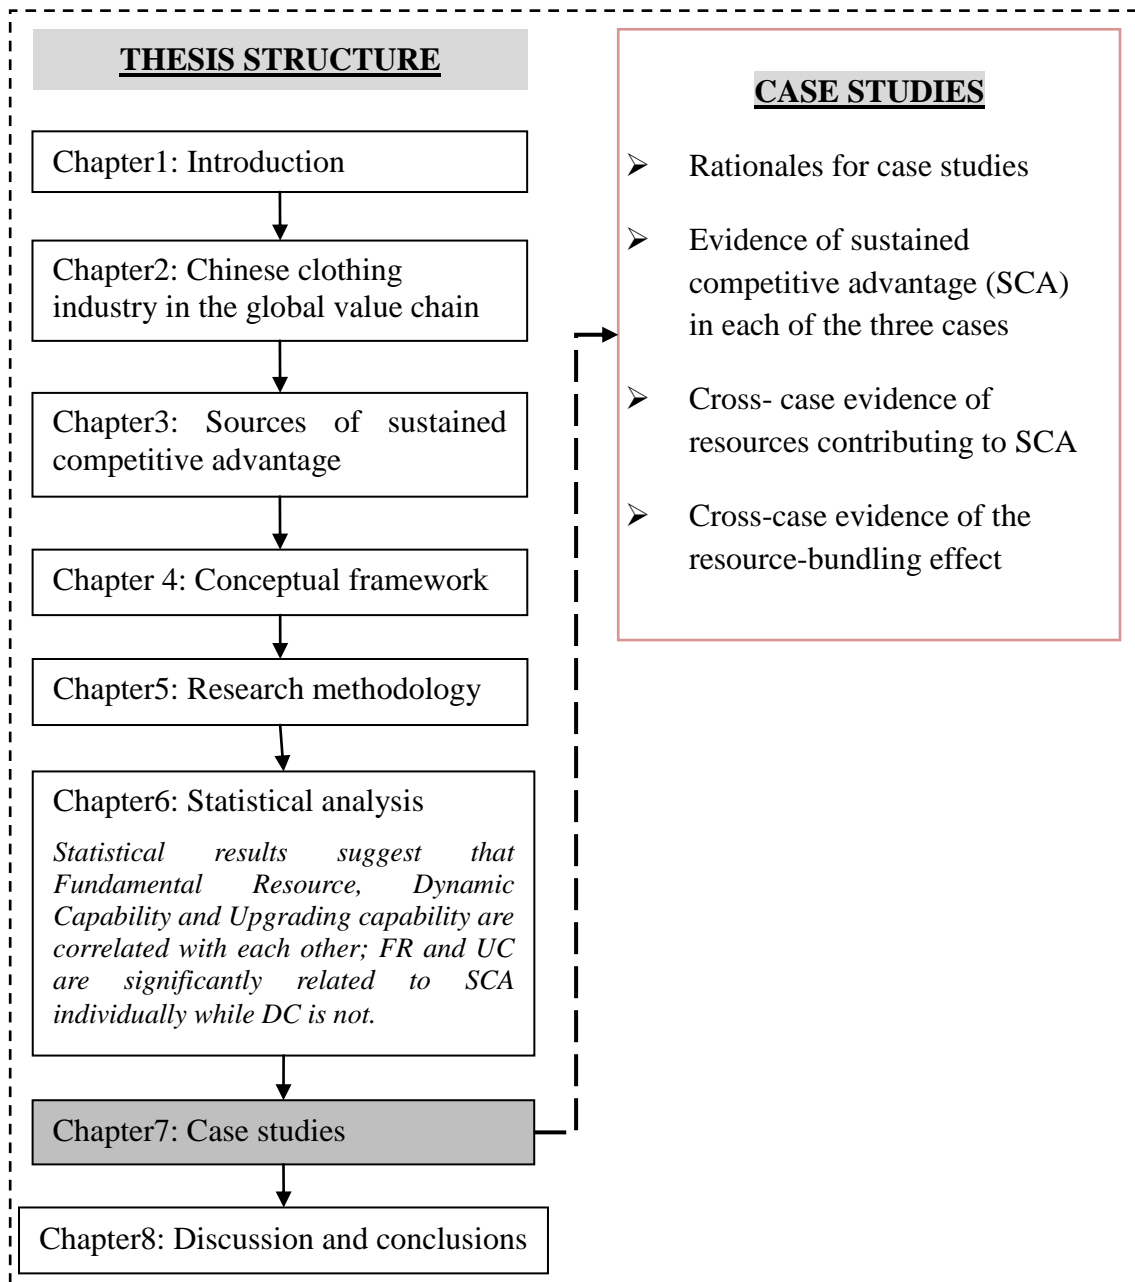 THESIS STRUCTURE
Chapter1: Introduction
Chapter2: Chinese clothing
industry in the global value chain
Chapter3: Sources of sustained
competitive advantage
Chapter 4: Conceptual framework
Chapter5: Research methodology
Chapter6: Statistical analysis
Statistical results suggest that
Fundamental Resource, Dynamic
Capability and Upgrading capability are
correlated with each other; FR and UC
are significantly related to SCA
individually while DC is not.
Chapter7: Case studies
Chapter8: Discussion and conclusions
CASE STUDIES
➢ Rationales for case studies
➢ Evidence of sustained
competitive advantage (SCA)
in each of the three cases
➢ Cross- case evidence of
resources contributing to SCA
➢ Cross-case evidence of the
resource-bundling effect